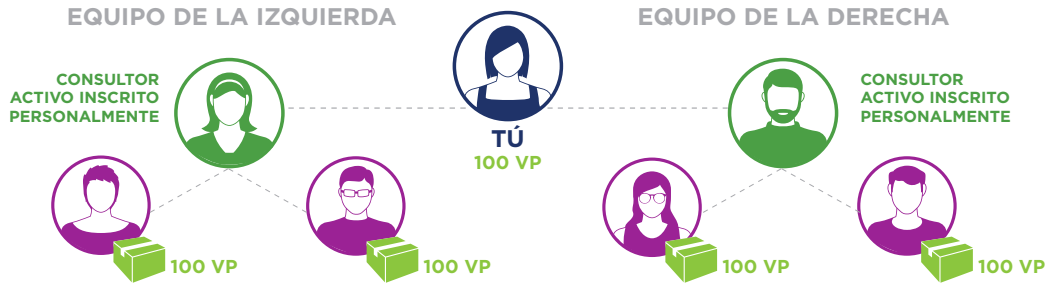 EQUIPO DE LA IZQUIERDA
EQUIPO DE LA DERECHA
CONSULTOR
ACTIVO INSCRITO
PERSONALMENTE
TÚ
100 VP
CONSULTOR
ACTIVO INSCRITO
PERSONALMENTE
100 VP
100 VP
100 VP
100 VP